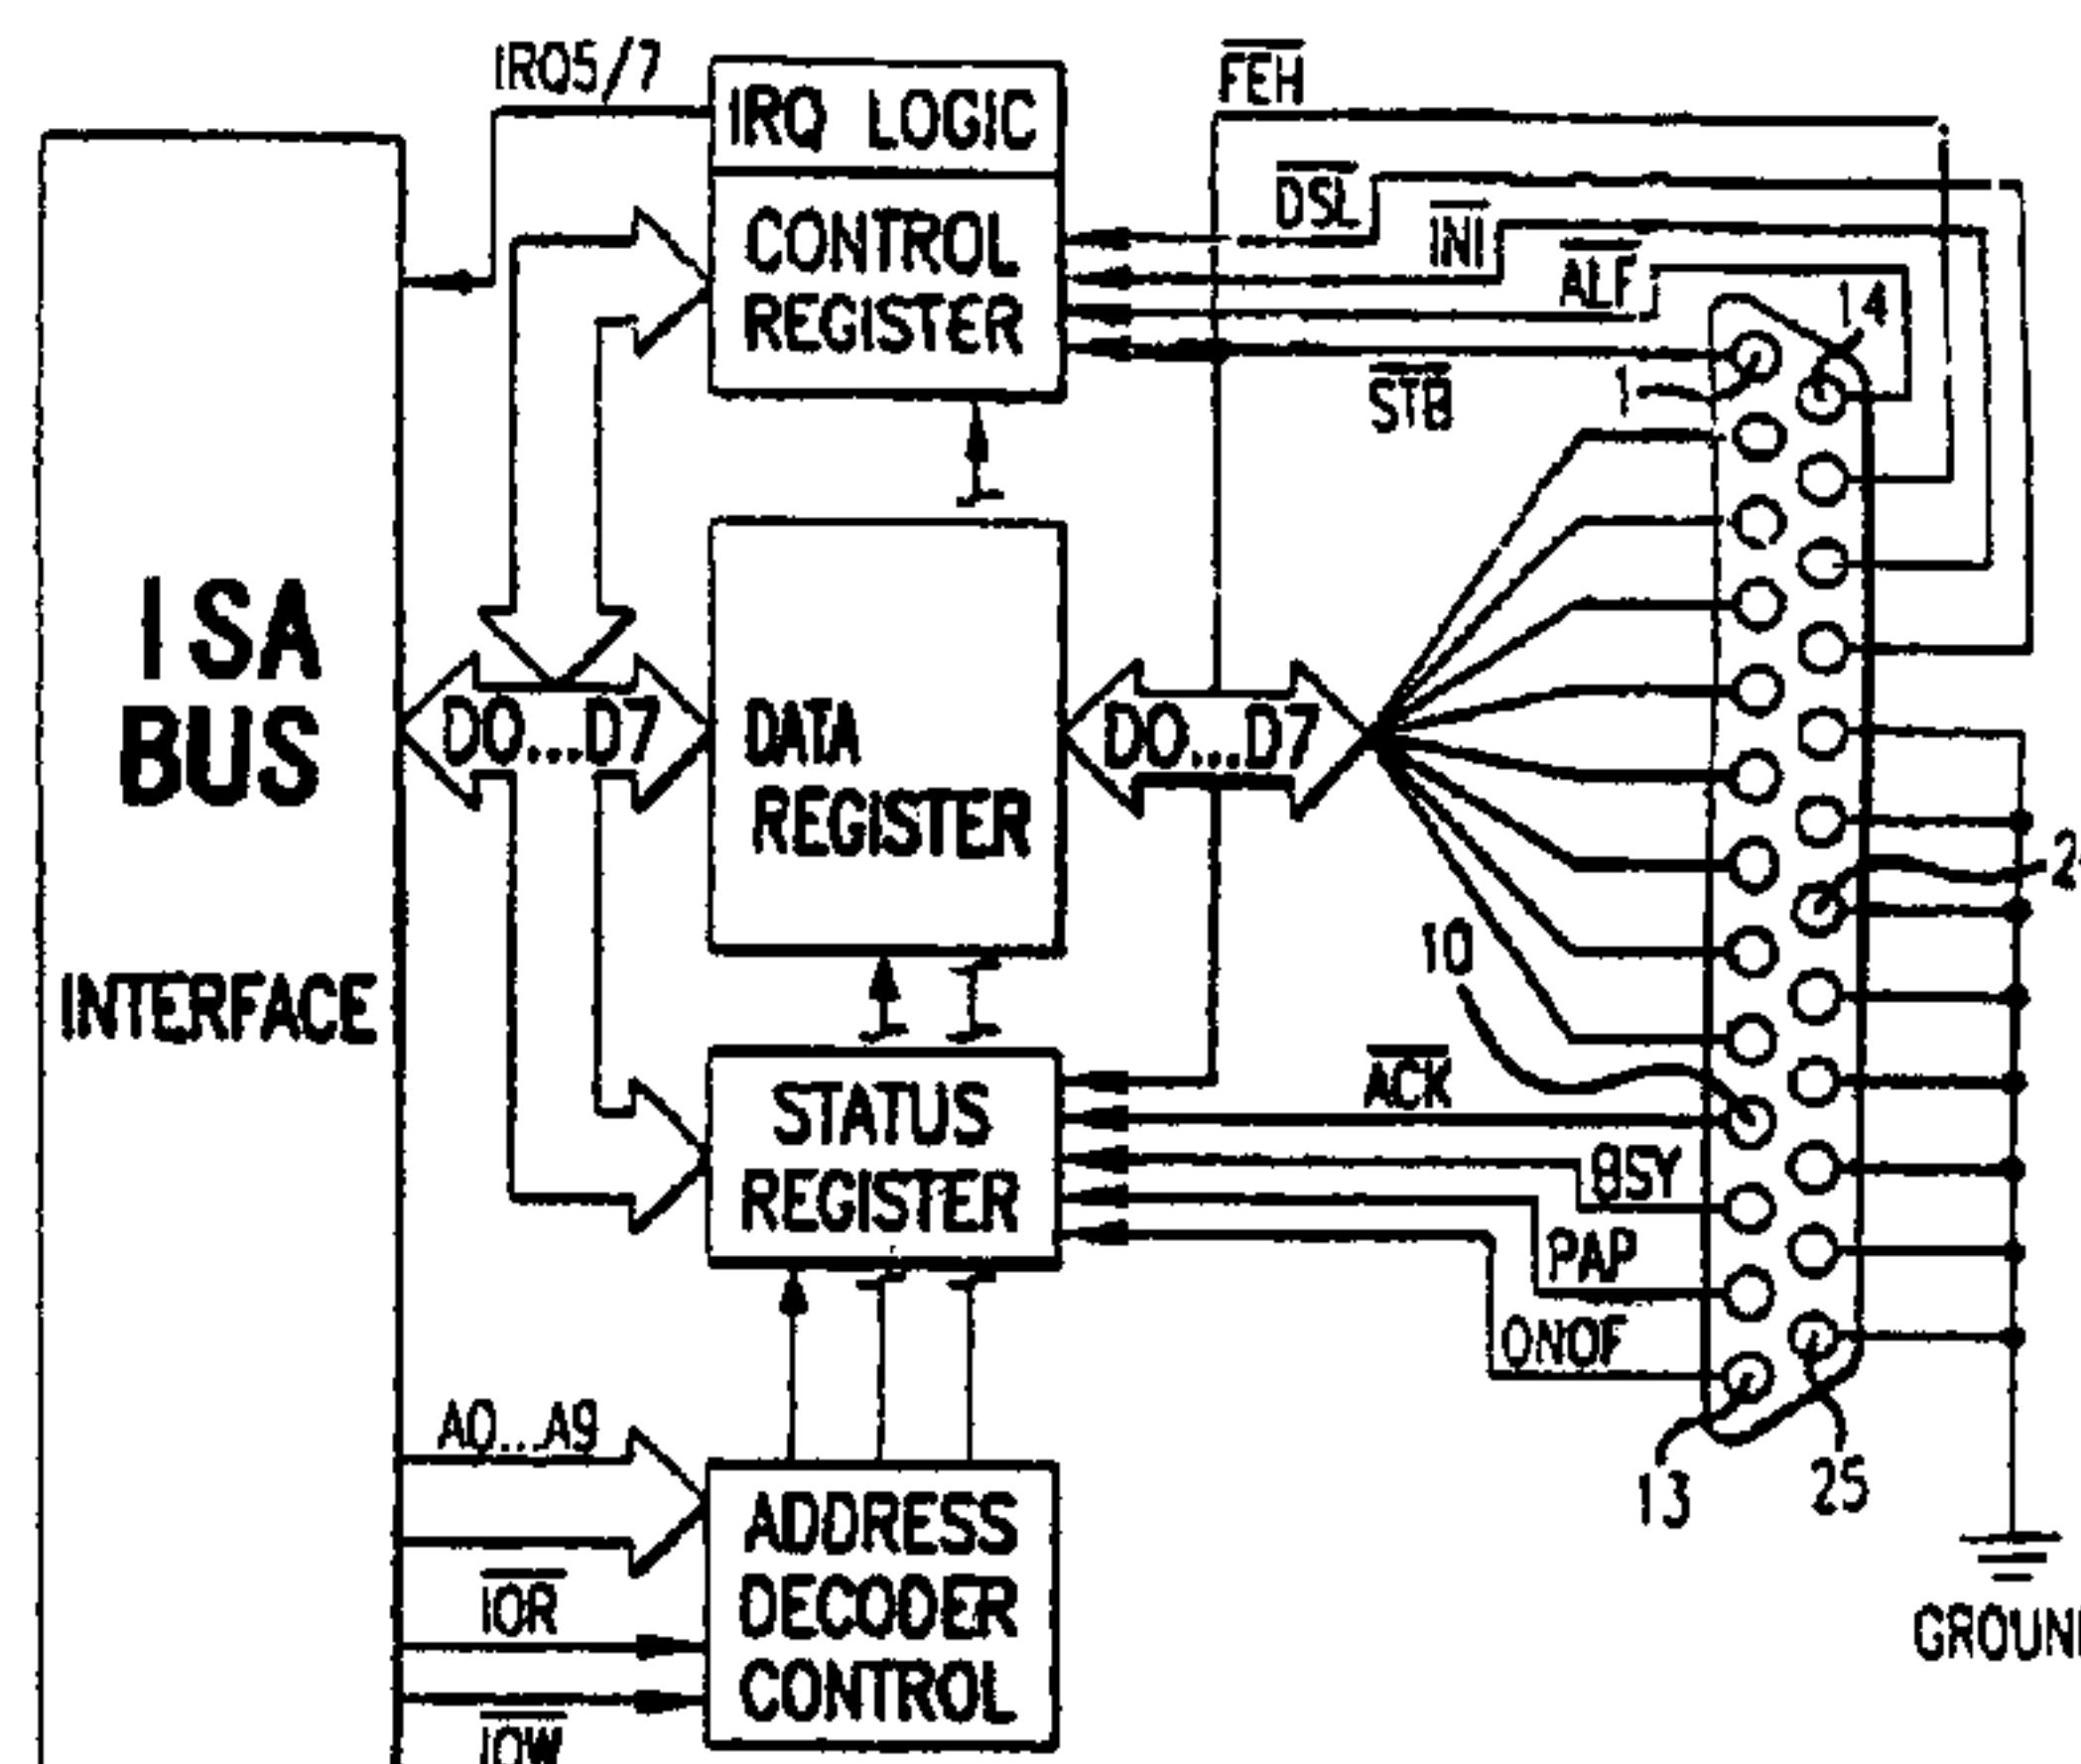 IRQ5/7
IRQ LOGIC
FEH
CONTROL
REGISTER
DSL
INI
ALF
14
STB
1
ISA
BUS
INTERFACE
D0...D7
DATA
REGISTER
D0...D7
10
ACK
STATUS
REGISTER
BSY
PAP
ONOF
A0...A9
13
25
ADDRESS
DECODER
CONTROL
IOR
IOW